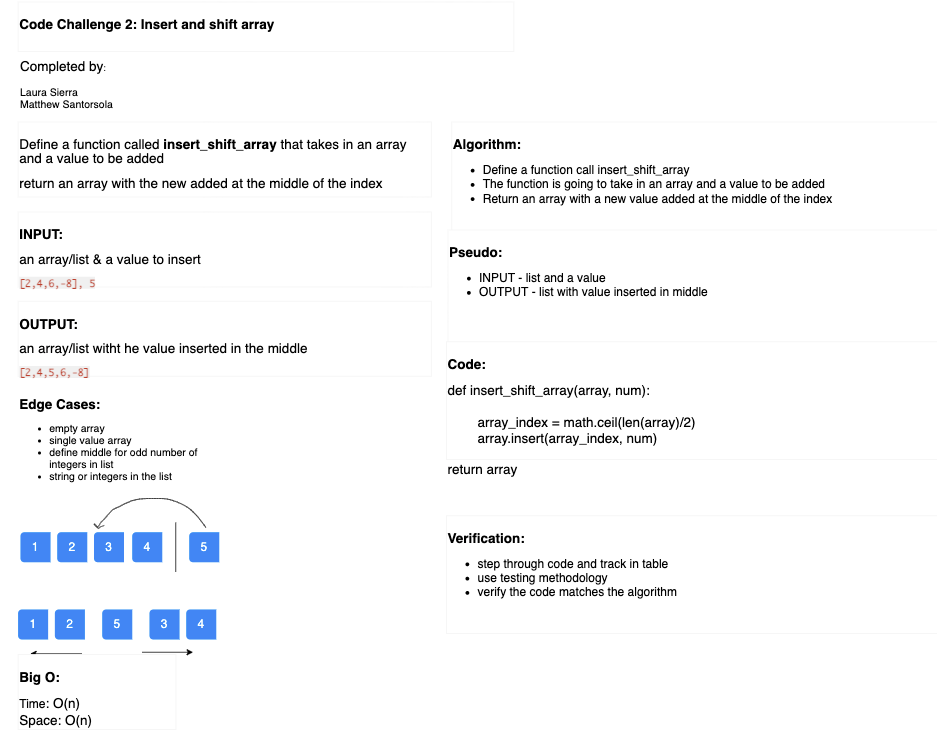 Code Challenge 2: Insert and shift array
Completed by:
Laura Sierra
Matthew Santorsola
Define a function called insert_shift_array that takes in an array
and a value to be added
return an array with the new added at the middle of the index
INPUT:
an array/list & a value to insert
[2,4,6,-8], 5
OUTPUT:
an array/list witht he value inserted in the middle
[2,4,5,6,-8]
Edge Cases:
• empty array
• single value array
• define middle for odd number of
integers in list
• string or integers in the list
1 2 3 4 5
1 2 5 3 4
Big O:
Time: O(n)
Space: O(n)
Algorithm:
• Define a function call insert_shift_array
• The function is going to take in an array and a value to be added
• Return an array with a new value added at the middle of the index
Pseudo:
• INPUT - list and a value
• OUTPUT - list with value inserted in middle
Code:
def insert_shift_array(array, num):
array_index = math.ceil(len(array)/2)
array.insert(array_index, num)
return array
Verification:
• step through code and track in table
• use testing methodology
• verify the code matches the algorithm